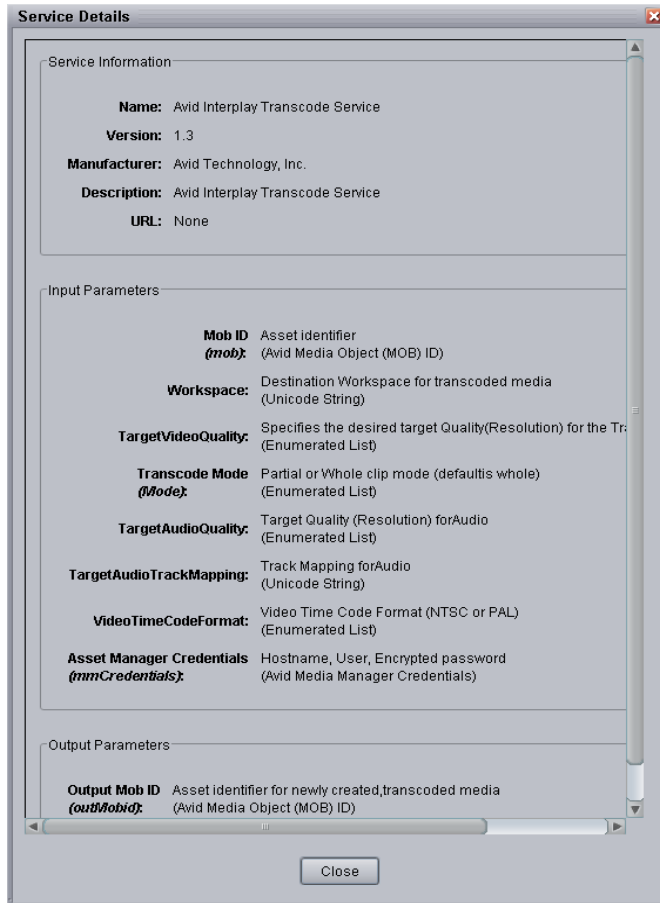 Service Details
Service Information
Name: Avid Interplay Transcode Service
Version: 1.3
Manufacturer: Avid Technology, Inc.
Description: Avid Interplay Transcode Service
URL: None
Input Parameters
Mob ID Asset identifier
(mob): (Avid Media Object (MOB) ID)
Workspace: Destination Workspace for transcoded media
(Unicode String)
TargetVideoQuality: Specifies the desired target Quality(Resolution) for the
(Enumerated List)
Transcode Mode Partial or Whole clip mode (defaultis whole)
(Mode): (Enumerated List)
TargetAudioQuality: Target Quality (Resolution) forAudio
(Enumerated List)
TargetAudioTrackMapping: Track Mapping forAudio
(Unicode String)
VideoTimeCodeFormat: Video Time Code Format (NTSC or PAL)
(Enumerated List)
Asset Manager Credentials Hostname, User, Encrypted password
(mmCredentials): (Avid Media Manager Credentials)
Output Parameters
Output Mob ID Asset identifier for newly created,transcoded media
(outMobid): (Avid Media Object (MOB) ID)
Close